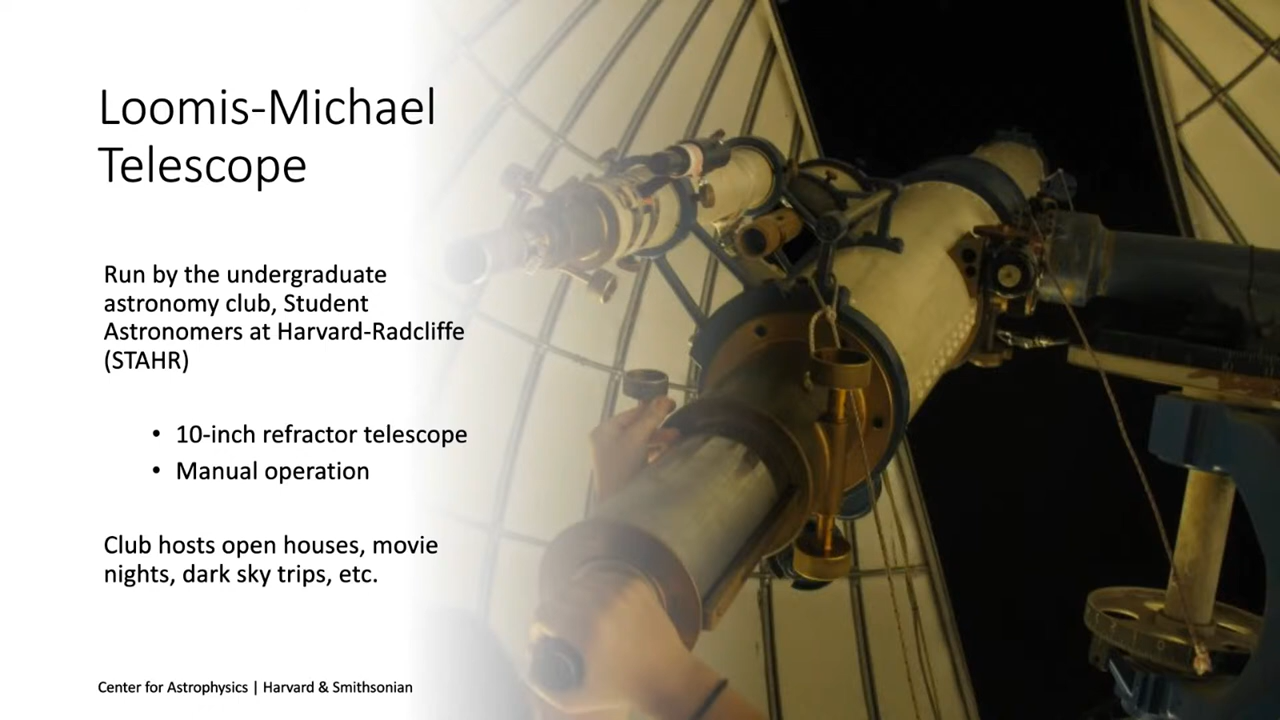 Loomis-Michael
Telescope
Run by the undergraduate
astronomy club, Student
Astronomers at Harvard-Radcliffe
(STAHR)
• 10-inch refractor telescope
• Manual operation
Club hosts open houses, movie
nights, dark sky trips, etc.
Center for Astrophysics | Harvard & Smithsonian